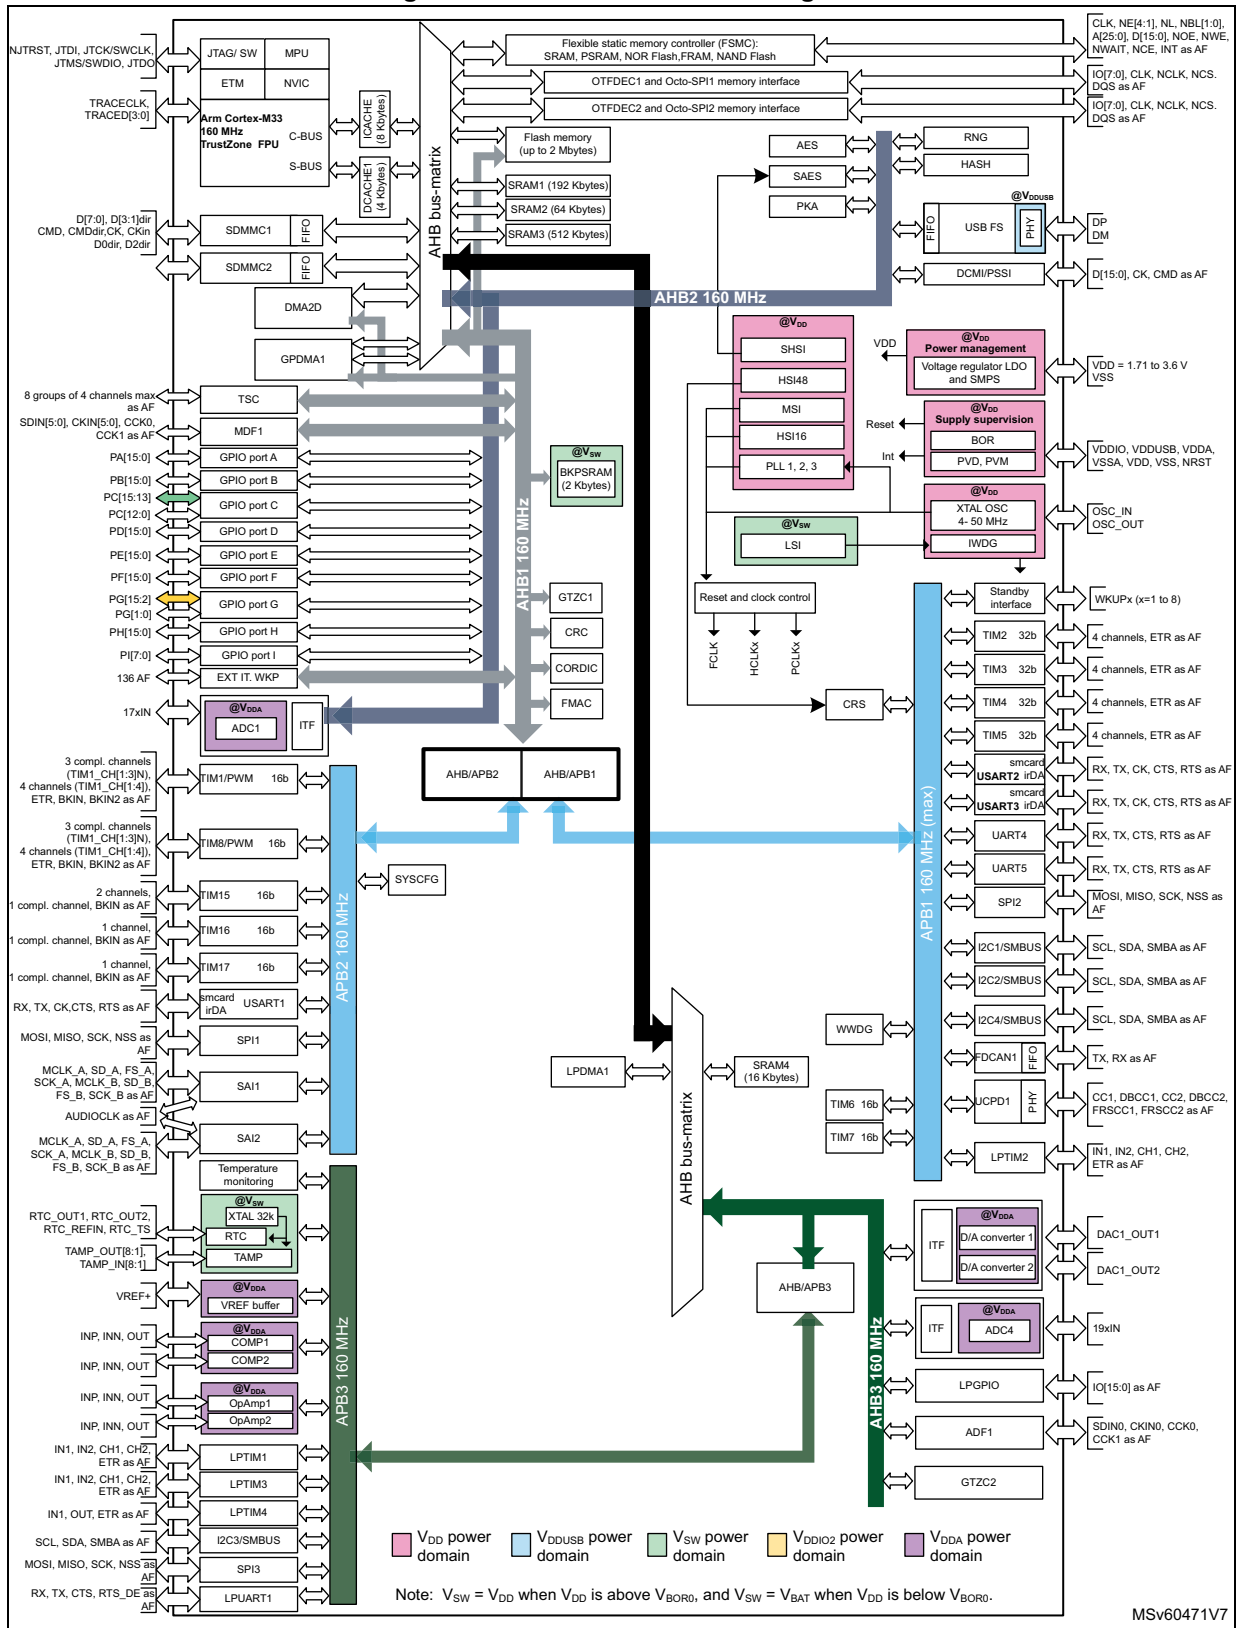 NJTRST, JTDI, JTCK/SWCLK,
JTMS/SWDIO, JTDO
TRACECLK,
TRACED[3:0]
JTAG/ SW
MPU
ETM
NVIC
Arm Cortex-M33
160 MHz
TrustZone FPU
C-BUS
S-BUS
ICACHE
(8 Kbytes)
DCACHE1
(4 Kbytes)
AHB bus-matrix
Flexible static memory controller (FSMC):
SRAM, PSRAM, NOR Flash,FRAM, NAND Flash
CLK, NE[4:1], NL, NBL[1:0],
A[25:0], D[15:0], NOE, NWE,
NWAIT, NCE, INT as AF
OTFDEC1 and Octo-SPI1 memory interface
IO[7:0], CLK, NCLK, NCS.
DQS as AF
OTFDEC2 and Octo-SPI2 memory interface
IO[7:0], CLK, NCLK, NCS.
DQS as AF
Flash memory
(up to 2 Mbytes)
SRAM1 (192 Kbytes)
SRAM2 (64 Kbytes)
SRAM3 (512 Kbytes)
AES
SAES
PKA
RNG
HASH
@VDDUSB
FIFO
USB FS
PHY
DP
DM
DCMI/PSSI
D[15:0], CK, CMD as AF
AHB2 160 MHz
D[7:0], D[3:1]dir
CMD, CMDdir,CK, CKin
D0dir, D2dir
SDMMC1
FIFO
SDMMC2
FIFO
DMA2D
GPDMA1
8 groups of 4 channels max
as AF
TSC
SDIN[5:0], CKIN[5:0], CCK0,
CCK1 as AF
MDF1
PA[15:0]
GPIO port A
PB[15:0]
GPIO port B
PC[15:13]
PC[12:0]
GPIO port C
PD[15:0]
GPIO port D
PE[15:0]
GPIO port E
PF[15:0]
GPIO port F
PG[15:2]
PG[1:0]
GPIO port G
PH[15:0]
GPIO port H
PI[7:0]
GPIO port I
136 AF
EXT IT. WKP
17xIN
@VDDA
ADC1
ITF
AHB1 160 MHz
@VSW
BKPSRAM
(2 Kbytes)
GTZC1
CRC
CORDIC
FMAC
@VDD
SHSI
HSI48
MSI
HSI16
PLL 1, 2, 3
@VSW
LSI
VDD
@VDD
Power management
Voltage regulator LDO
and SMPS
VDD = 1.71 to 3.6 V
VSS
Reset
Int
@VDD
Supply supervision
BOR
PVD, PVM
VDDIO, VDDUSB, VDDA,
VSSA, VDD, VSS, NRST
@VDD
XTAL OSC
4- 50 MHz
IWDG
OSC_IN
OSC_OUT
Reset and clock control
FCLK
HCLKx
PCLKx
Standby
interface
WKUPx (x=1 to 8)
TIM2 32b
4 channels, ETR as AF
TIM3 32b
4 channels, ETR as AF
TIM4 32b
4 channels, ETR as AF
TIM5 32b
4 channels, ETR as AF
CRS
smcard
USART2 irDA
RX, TX, CK, CTS, RTS as AF
smcard
USART3 irDA
RX, TX, CK, CTS, RTS as AF
UART4
RX, TX, CTS, RTS as AF
UART5
RX, TX, CTS, RTS as AF
SPI2
MOSI, MISO, SCK, NSS as
AF
I2C1/SMBUS
SCL, SDA, SMBA as AF
I2C2/SMBUS
SCL, SDA, SMBA as AF
I2C4/SMBUS
SCL, SDA, SMBA as AF
WWDG
FDCAN1
FIFO
TX, RX as AF
UCPD1
PHY
CC1, DBCC1, CC2, DBCC2,
FRSCC1, FRSCC2 as AF
TIM6 16b
TIM7 16b
LPTIM2
IN1, IN2, CH1, CH2,
ETR as AF
APB1 160 MHz (max)
AHB/APB2
AHB/APB1
3 compl. channels
(TIM1_CH[1:3]N),
4 channels (TIM1_CH[1:4]),
ETR, BKIN, BKIN2 as AF
TIM1/PWM 16b
3 compl. channels
(TIM1_CH[1:3]N),
4 channels (TIM1_CH[1:4]),
ETR, BKIN, BKIN2 as AF
TIM8/PWM 16b
2 channels,
1 compl. channel, BKIN as AF
TIM15 16b
1 channel,
1 compl. channel, BKIN as AF
TIM16 16b
1 channel,
1 compl. channel, BKIN as AF
TIM17 16b
RX, TX, CK,CTS, RTS as AF
smcard
irDA
USART1
MOSI, MISO, SCK, NSS as
AF
SPI1
MCLK_A, SD_A, FS_A,
SCK_A, MCLK_B, SD_B,
FS_B, SCK_B as AF
SAI1
AUDIOCLK as AF
MCLK_A, SD_A, FS_A,
SCK_A, MCLK_B, SD_B,
FS_B, SCK_B as AF
SAI2
APB2 160 MHz
SYSCFG
LPDMA1
AHB bus-matrix
SRAM4
(16 Kbytes)
Temperature
monitoring
@VSW
XTAL 32k
RTC
TAMP
RTC_OUT1, RTC_OUT2,
RTC_REFIN, RTC_TS
TAMP_OUT[8:1],
TAMP_IN[8:1]
VREF+
@VDDA
VREF buffer
INP, INN, OUT
INP, INN, OUT
@VDDA
COMP1
COMP2
INP, INN, OUT
INP, INN, OUT
@VDDA
OpAmp1
OpAmp2
IN1, IN2, CH1, CH2,
ETR as AF
LPTIM1
IN1, IN2, CH1, CH2,
ETR as AF
LPTIM3
IN1, OUT, ETR as AF
LPTIM4
SCL, SDA, SMBA as AF
I2C3/SMBUS
MOSI, MISO, SCK, NSS as
AF
SPI3
RX, TX, CTS, RTS_DE as
AF
LPUART1
APB3 160 MHz
AHB/APB3
AHB3 160 MHz
ITF
@VDDA
D/A converter 1
D/A converter 2
DAC1_OUT1
DAC1_OUT2
ITF
@VDDA
ADC4
19xIN
LPGPIO
IO[15:0] as AF
ADF1
SDIN0, CKIN0, CCK0,
CCK1 as AF
GTZC2
VDD power
domain
VDDUSB power
domain
VSW power
domain
VDDIO2 power
domain
VDDA power
domain
Note: VSW = VDD when VDD is above VBOR0, and VSW = VBAT when VDD is below VBOR0.
MSv60471V7